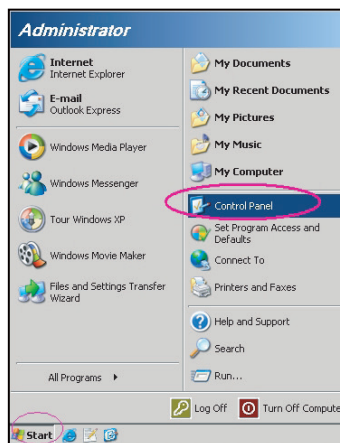 Administrator
Internet
Internet Explorer
E-mail
Outlook Express
Windows Media Player
Windows Messenger
Tour Windows XP
Windows Movie Maker
Files and Settings Transfer
Wizard
All Programs
My Documents
My Recent Documents
My Pictures
My Music
My Computer
Control Panel
Set Program Access and
Defaults
Connect To
Printers and Faxes
Help and Support
Search
Run...
Log Off
Turn Off Compute
Start